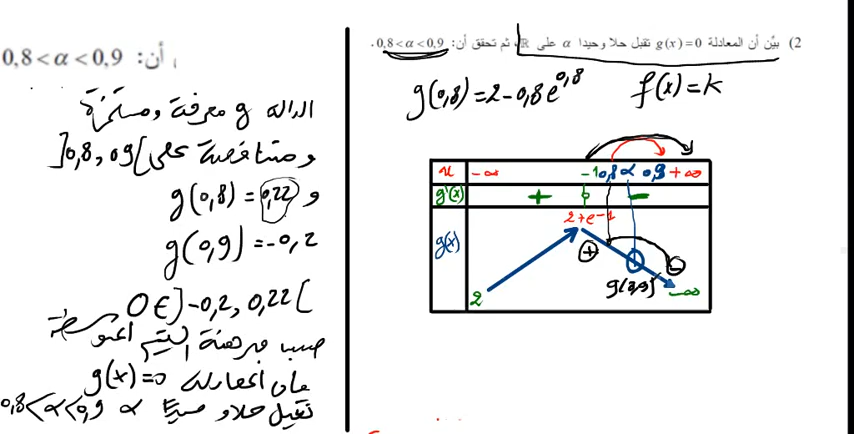 2) بيّن أن المعادلة g(x)=0 تقبل حلا وحيدا α على ℝ، ثم تحقق أن: 0,8<α<0,9 .
g(0,8)=2-0,8e^0,8
f(x)=k
x -∞ -1 0,8 α 0,9 +∞
g'(x) + 0 -
2+e-1
g(x)
+ -
g(0,9)
2 -∞
أن: 0,8<α<0,9
الدالة g معرفة ومستمرة
ومتناقصة على ]0,8 , 0,9[
و g(0,8)=0,22
g(0,9)=-0,2
0∈]-0,2 , 0,22[
حسب مبرهنة القيم المتوسطة
فإن المعادلة g(x)=0
تقبل حلا وحيدا α 0,8<α<0,9